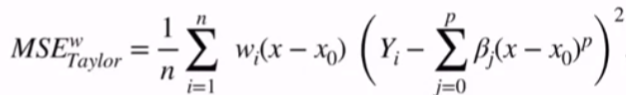 MSE^w_{Taylor} = \frac{1}{n} \sum_{i=1}^{n} w_i(x - x_0) \left( Y_i - \sum_{j=0}^{p} \beta_j(x - x_0)^p \right)^2